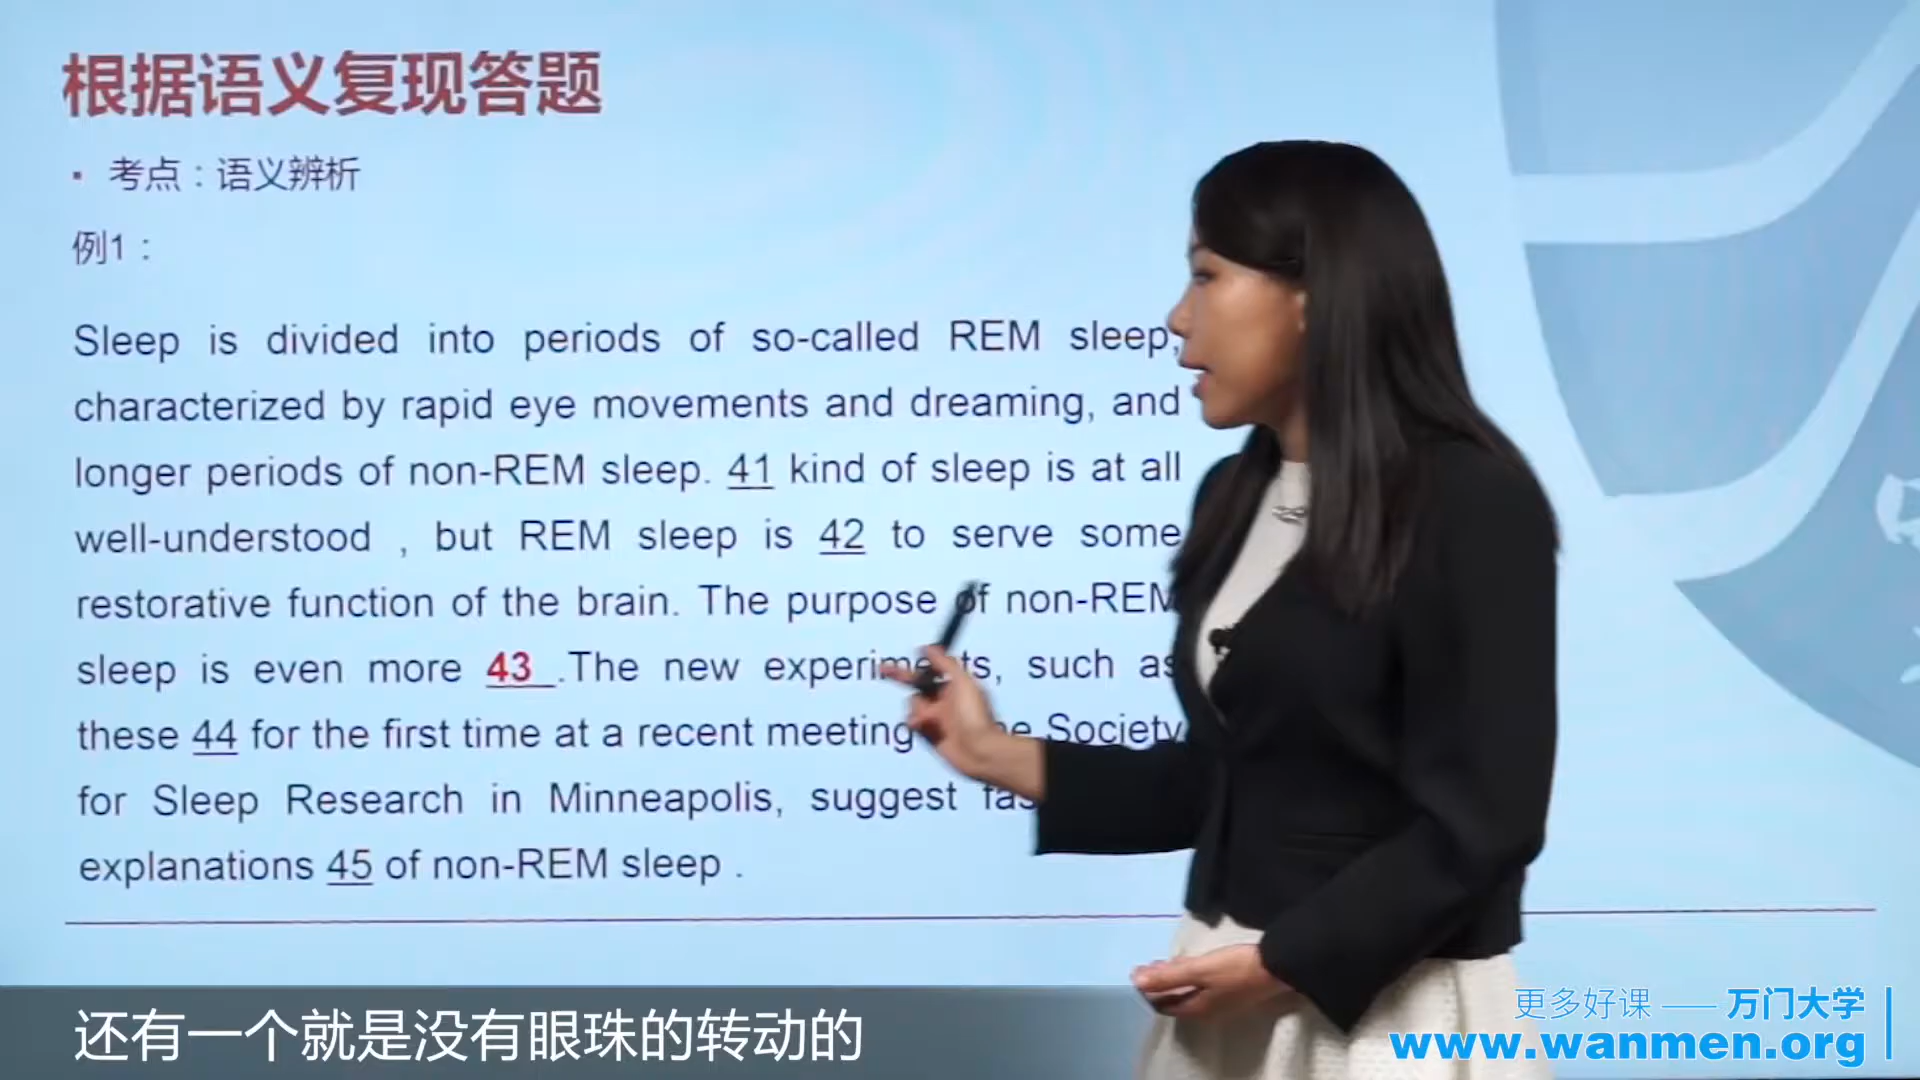 根据语义复现答题
▪ 考点：语义辨析
例1：
Sleep is divided into periods of so-called REM sleep,
characterized by rapid eye movements and dreaming, and
longer periods of non-REM sleep. 41 kind of sleep is at all
well-understood , but REM sleep is 42 to serve some
restorative function of the brain. The purpose of non-REM
sleep is even more 43 .The new experiments, such as
these 44 for the first time at a recent meeting Society
for Sleep Research in Minneapolis, suggest
explanations 45 of non-REM sleep .
还有一个就是没有眼珠的转动的
更多好课 —— 万门大学
www.wanmen.org